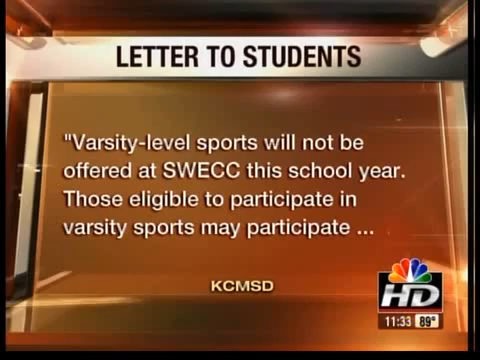 LETTER TO STUDENTS
"Varsity-level sports will not be
offered at SWECC this school year.
Those eligible to participate in
varsity sports may participate ...
KCMSD
HD
11:33 89°